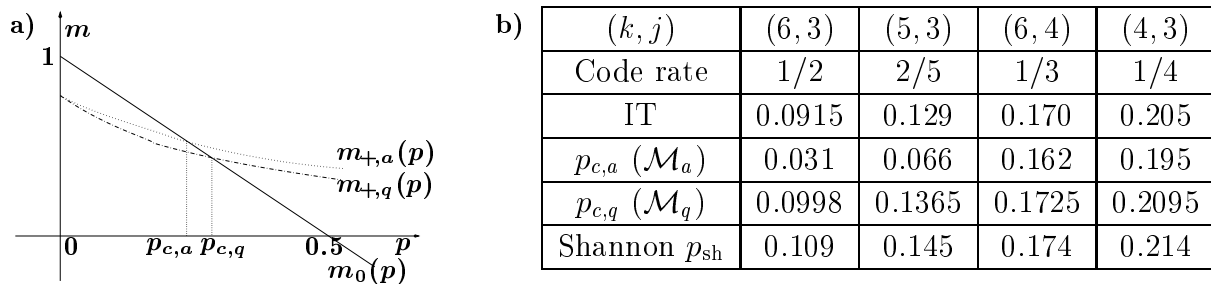 a)
m
1
m+,a(p)
m+,q(p)
0
pc,a
pc,q
0.5
p
m0(p)
b)
(k, j) (6, 3) (5, 3) (6, 4) (4, 3)
Code rate 1/2 2/5 1/3 1/4
IT 0.0915 0.129 0.170 0.205
pc,a (ℳa) 0.031 0.066 0.162 0.195
pc,q (ℳq) 0.0998 0.1365 0.1725 0.2095
Shannon psh 0.109 0.145 0.174 0.214